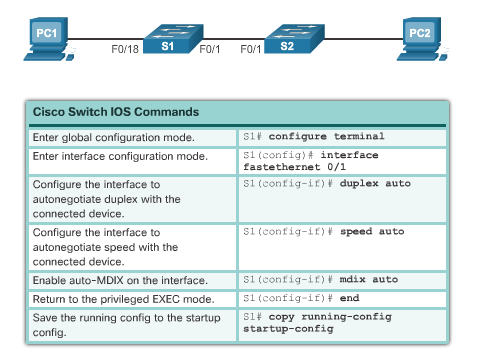 PC1
S1
S2
PC2
F0/18
F0/1
F0/1
Cisco Switch IOS Commands
Enter global configuration mode.
S1# configure terminal
Enter interface configuration mode.
S1(config)# interface
fastethernet 0/1
Configure the interface to
autonegotiate duplex with the
connected device.
S1(config-if)# duplex auto
Configure the interface to
autonegotiate speed with the
connected device.
S1(config-if)# speed auto
Enable auto-MDIX on the interface.
S1(config-if)# mdix auto
Return to the privileged EXEC mode.
S1(config-if)# end
Save the running config to the startup
config.
S1# copy running-config
startup-config